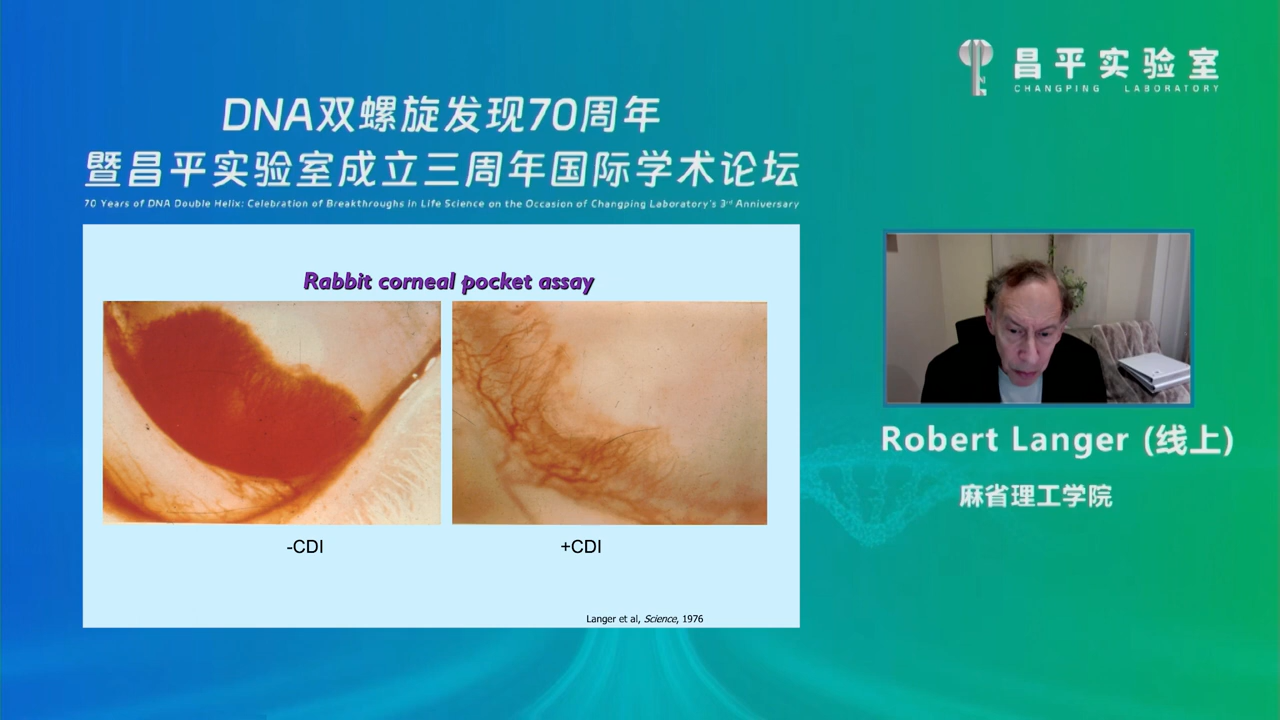 昌平实验室
CHANGPING LABORATORY
DNA双螺旋发现70周年
暨昌平实验室成立三周年国际学术论坛
70 Years of DNA Double Helix: Celebration of Breakthroughs in Life Science on the Occasion of Changping Laboratory's 3rd Anniversary
Rabbit corneal pocket assay
-CDI
+CDI
Langer et al, Science, 1976
Robert Langer (线上)
麻省理工学院